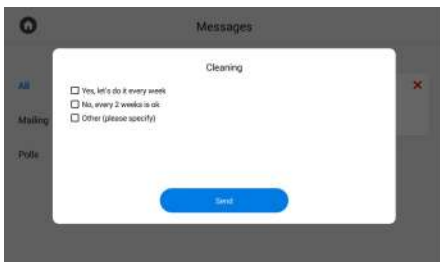 Messages
Cleaning
All
Yes, let's do it every week
No, every 2 weeks is ok
Mailing
Other (please specify)
Polls
Send